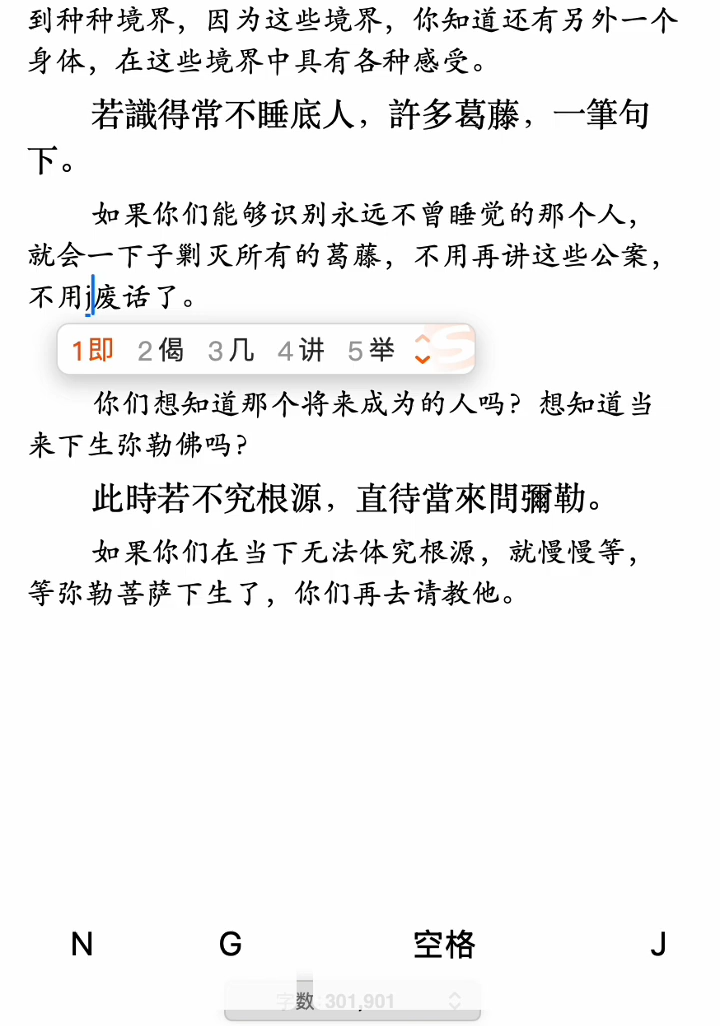 到种种境界，因为这些境界，你知道还有另外一个
身体，在这些境界中具有各种感受。
若識得常不睡底人，許多葛藤，一筆句
下。
如果你们能够识别永远不曾睡觉的那个人，
就会一下子剿灭所有的葛藤，不用再讲这些公案，
不用j废话了。
1即 2偈 3几 4讲 5举
你们想知道那个将来成为的人吗？想知道当
来下生弥勒佛吗？
此時若不究根源，直待當來問彌勒。
如果你们在当下无法体究根源，就慢慢等，
等弥勒菩萨下生了，你们再去请教他。
N G 空格 J
字数 301,901